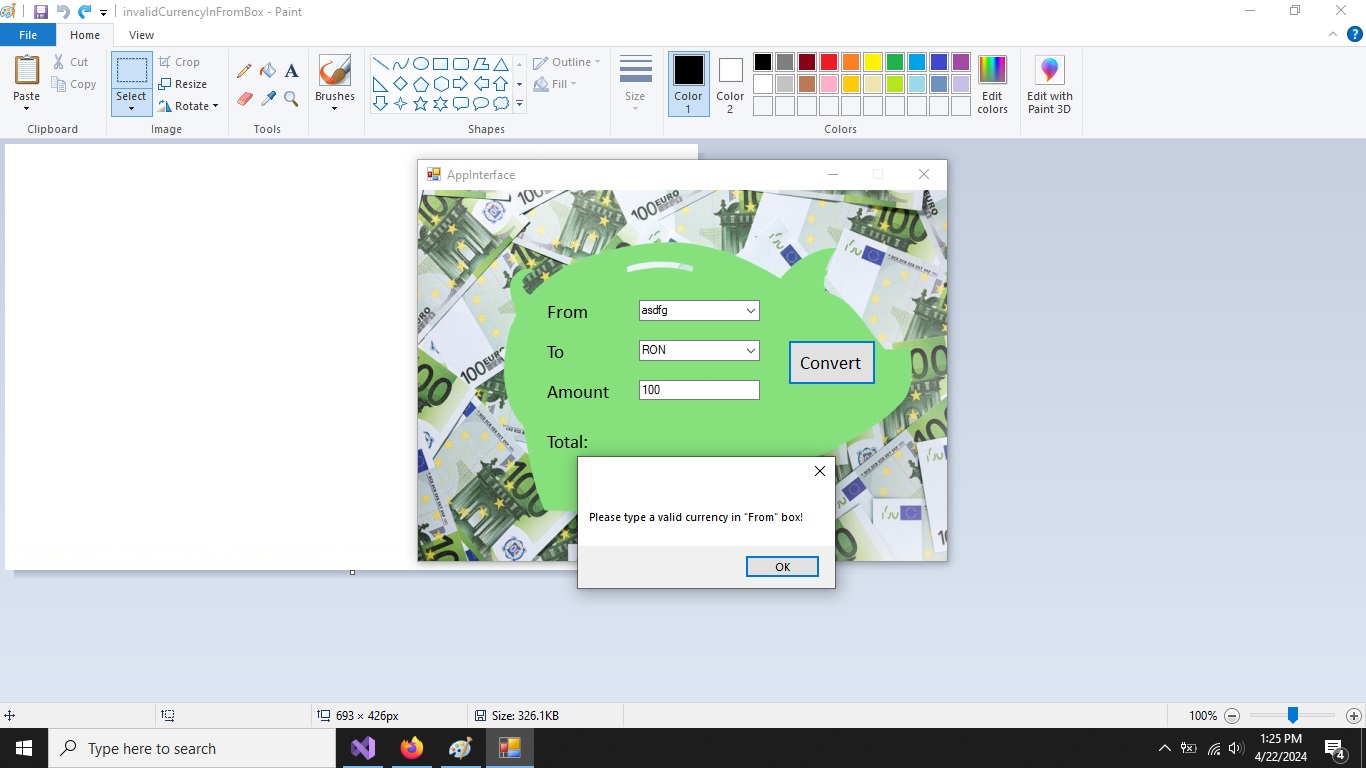 invalidCurrencyInFromBox - Paint
File Home View
Paste
Cut
Copy
Clipboard
Select
Crop
Resize
Rotate
Image
A
Tools
Brushes
Outline
Fill
Shapes
Size
Color 1
Color 2
Edit colors
Colors
Edit with Paint 3D
AppInterface
100 EURO
From asdfg
To RON
Convert
Amount 100
Total:
Please type a valid currency in "From" box!
OK
693 × 426px
Size: 326.1KB
100%
Type here to search
1:25 PM
4/22/2024
4